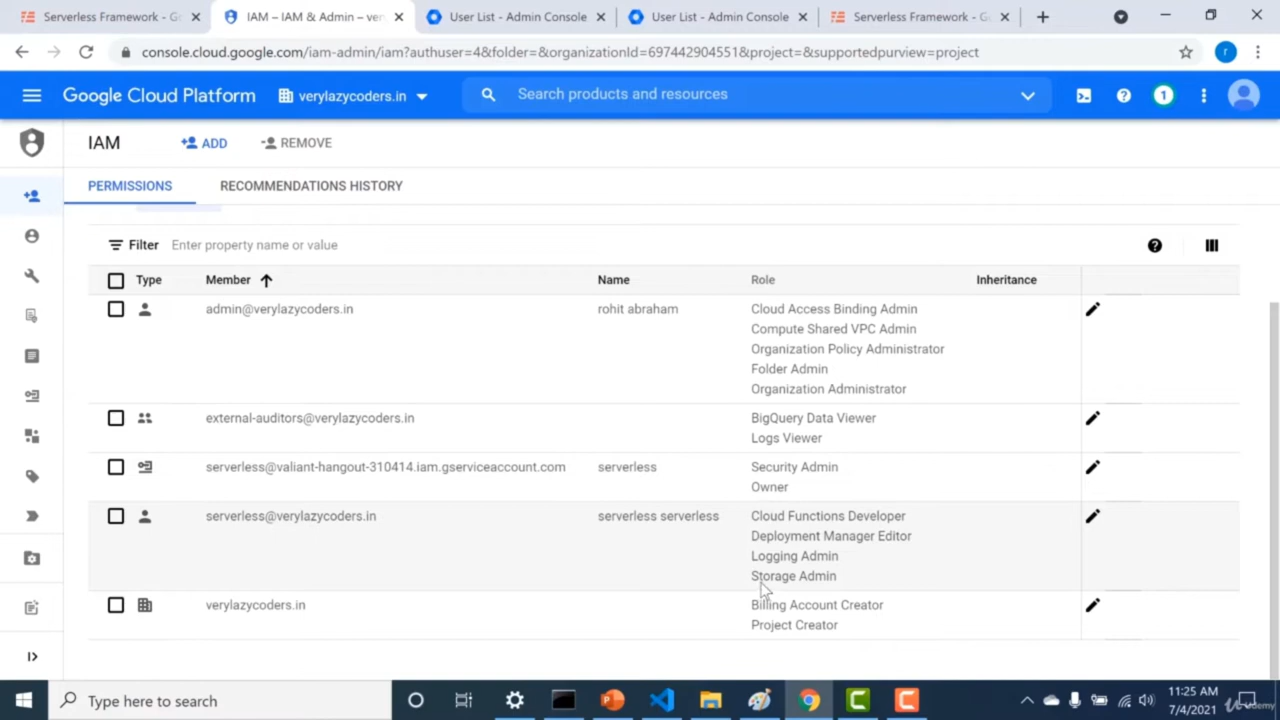 Serverless Framework - G
IAM – IAM & Admin – ver
User List - Admin Console
User List - Admin Console
Serverless Framework - G
console.cloud.google.com/iam-admin/iam?authuser=4&folder=&organizationId=697442904551&project=&supportedpurview=project
r
Google Cloud Platform
verylazycoders.in
Search products and resources
1
IAM
ADD
REMOVE
PERMISSIONS
RECOMMENDATIONS HISTORY
Filter
Enter property name or value
Type
Member
Name
Role
Inheritance
admin@verylazycoders.in
rohit abraham
Cloud Access Binding Admin
Compute Shared VPC Admin
Organization Policy Administrator
Folder Admin
Organization Administrator
external-auditors@verylazycoders.in
BigQuery Data Viewer
Logs Viewer
serverless@valiant-hangout-310414.iam.gserviceaccount.com
serverless
Security Admin
Owner
serverless@verylazycoders.in
serverless serverless
Cloud Functions Developer
Deployment Manager Editor
Logging Admin
Storage Admin
verylazycoders.in
Billing Account Creator
Project Creator
Type here to search
11:25 AM
7/4/2021
Udemy